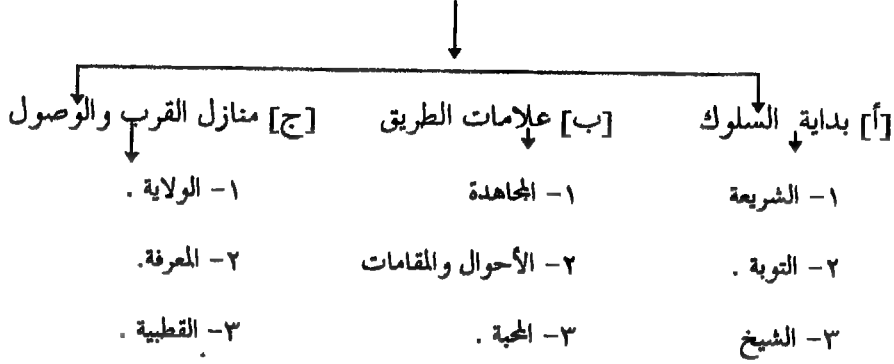 [أ] بداية السلوك [ب] علامات الطريق [ج] منازل القرب والوصول
١- الشريعة ١- المجاهدة ١- الولاية .
٢- التوبة . ٢- الأحوال والمقامات ٢- المعرفة.
٣- الشيخ ٣- المحبة . ٣- القطبية .